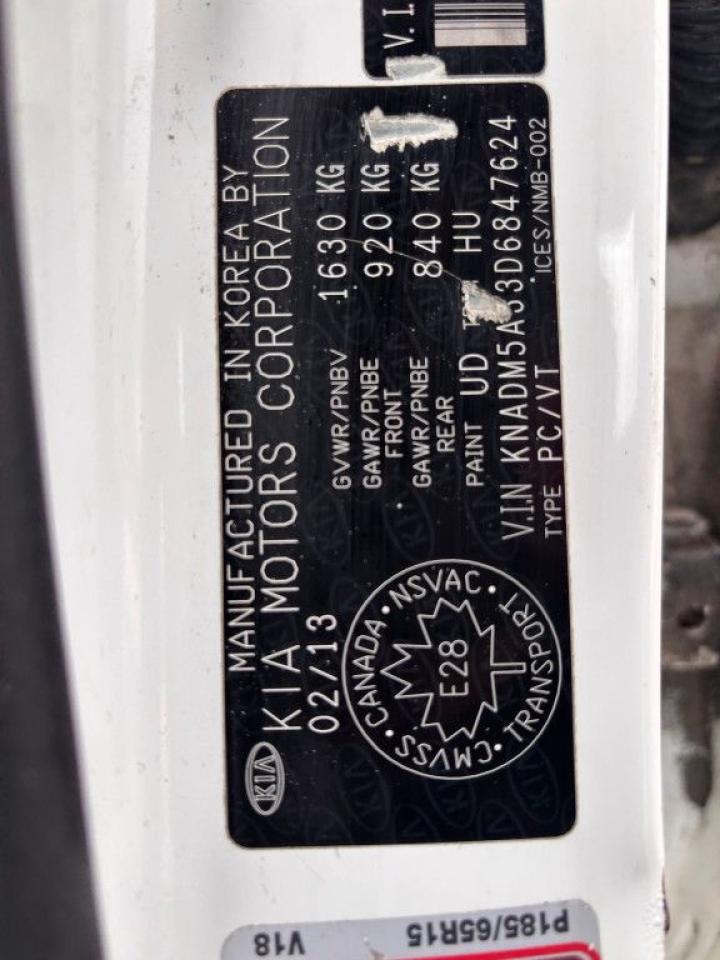 V.I.
MANUFACTURED IN KOREA BY
KIA KIA MOTORS CORPORATION
02/13
GVWR/PNBV 1630 KG
GAWR/PNBE FRONT 920 KG
GAWR/PNBE REAR 840 KG
PAINT UD HU
V.I.N KNADM5A33D6847624
TYPE PC/VT ICES/NMB-002
CANADA · NSVAC · TRANSPORT · CMVSS ·
E28
P185/65R15
V18